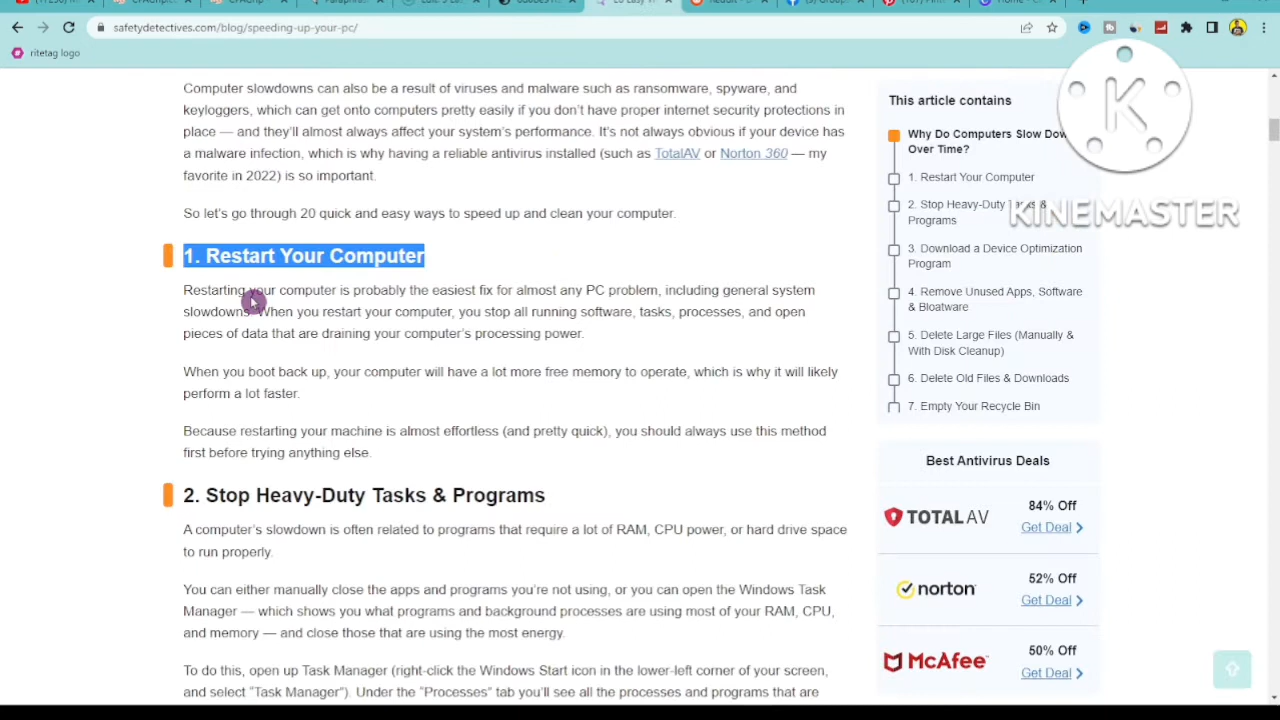 safetydetectives.com/blog/speeding-up-your-pc/
ritetag logo
Computer slowdowns can also be a result of viruses and malware such as ransomware, spyware, and
keyloggers, which can get onto computers pretty easily if you don't have proper internet security protections in
place — and they'll almost always affect your system's performance. It's not always obvious if your device has
a malware infection, which is why having a reliable antivirus installed (such as TotalAV or Norton 360 — my
favorite in 2022) is so important.
So let's go through 20 quick and easy ways to speed up and clean your computer.
1. Restart Your Computer
Restarting your computer is probably the easiest fix for almost any PC problem, including general system
slowdowns. When you restart your computer, you stop all running software, tasks, processes, and open
pieces of data that are draining your computer's processing power.
When you boot back up, your computer will have a lot more free memory to operate, which is why it will likely
perform a lot faster.
Because restarting your machine is almost effortless (and pretty quick), you should always use this method
first before trying anything else.
2. Stop Heavy-Duty Tasks & Programs
A computer's slowdown is often related to programs that require a lot of RAM, CPU power, or hard drive space
to run properly.
You can either manually close the apps and programs you're not using, or you can open the Windows Task
Manager — which shows you what programs and background processes are using most of your RAM, CPU,
and memory — and close those that are using the most energy.
To do this, open up Task Manager (right-click the Windows Start icon in the lower-left corner of your screen,
and select "Task Manager"). Under the "Processes" tab you'll see all the processes and programs that are
This article contains
Why Do Computers Slow Down
Over Time?
1. Restart Your Computer
2. Stop Heavy-Duty Tasks &
Programs
3. Download a Device Optimization
Program
4. Remove Unused Apps, Software
& Bloatware
5. Delete Large Files (Manually &
With Disk Cleanup)
6. Delete Old Files & Downloads
7. Empty Your Recycle Bin
K
KINEMASTER
Best Antivirus Deals
TOTALAV
84% Off
Get Deal
norton
52% Off
Get Deal
McAfee
50% Off
Get Deal